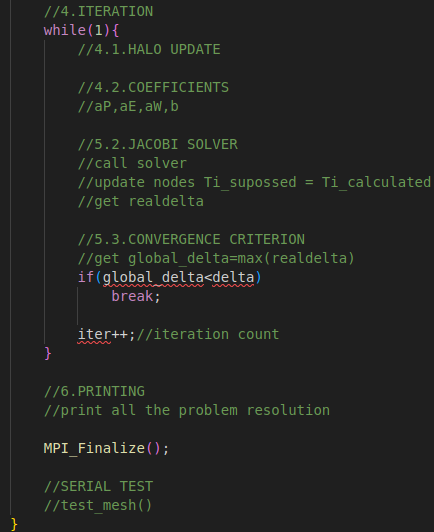 //4.ITERATION
while(1){
//4.1.HALO UPDATE
//4.2.COEFFICIENTS
//aP,aE,aW,b
//5.2.JACOBI SOLVER
//call solver
//update nodes Ti_supossed = Ti_calculated
//get realdelta
//5.3.CONVERGENCE CRITERION
//get global_delta=max(realdelta)
if(global_delta<delta)
break;
iter++;//iteration count
}
//6.PRINTING
//print all the problem resolution
MPI_Finalize();
//SERIAL TEST
//test_mesh()
}